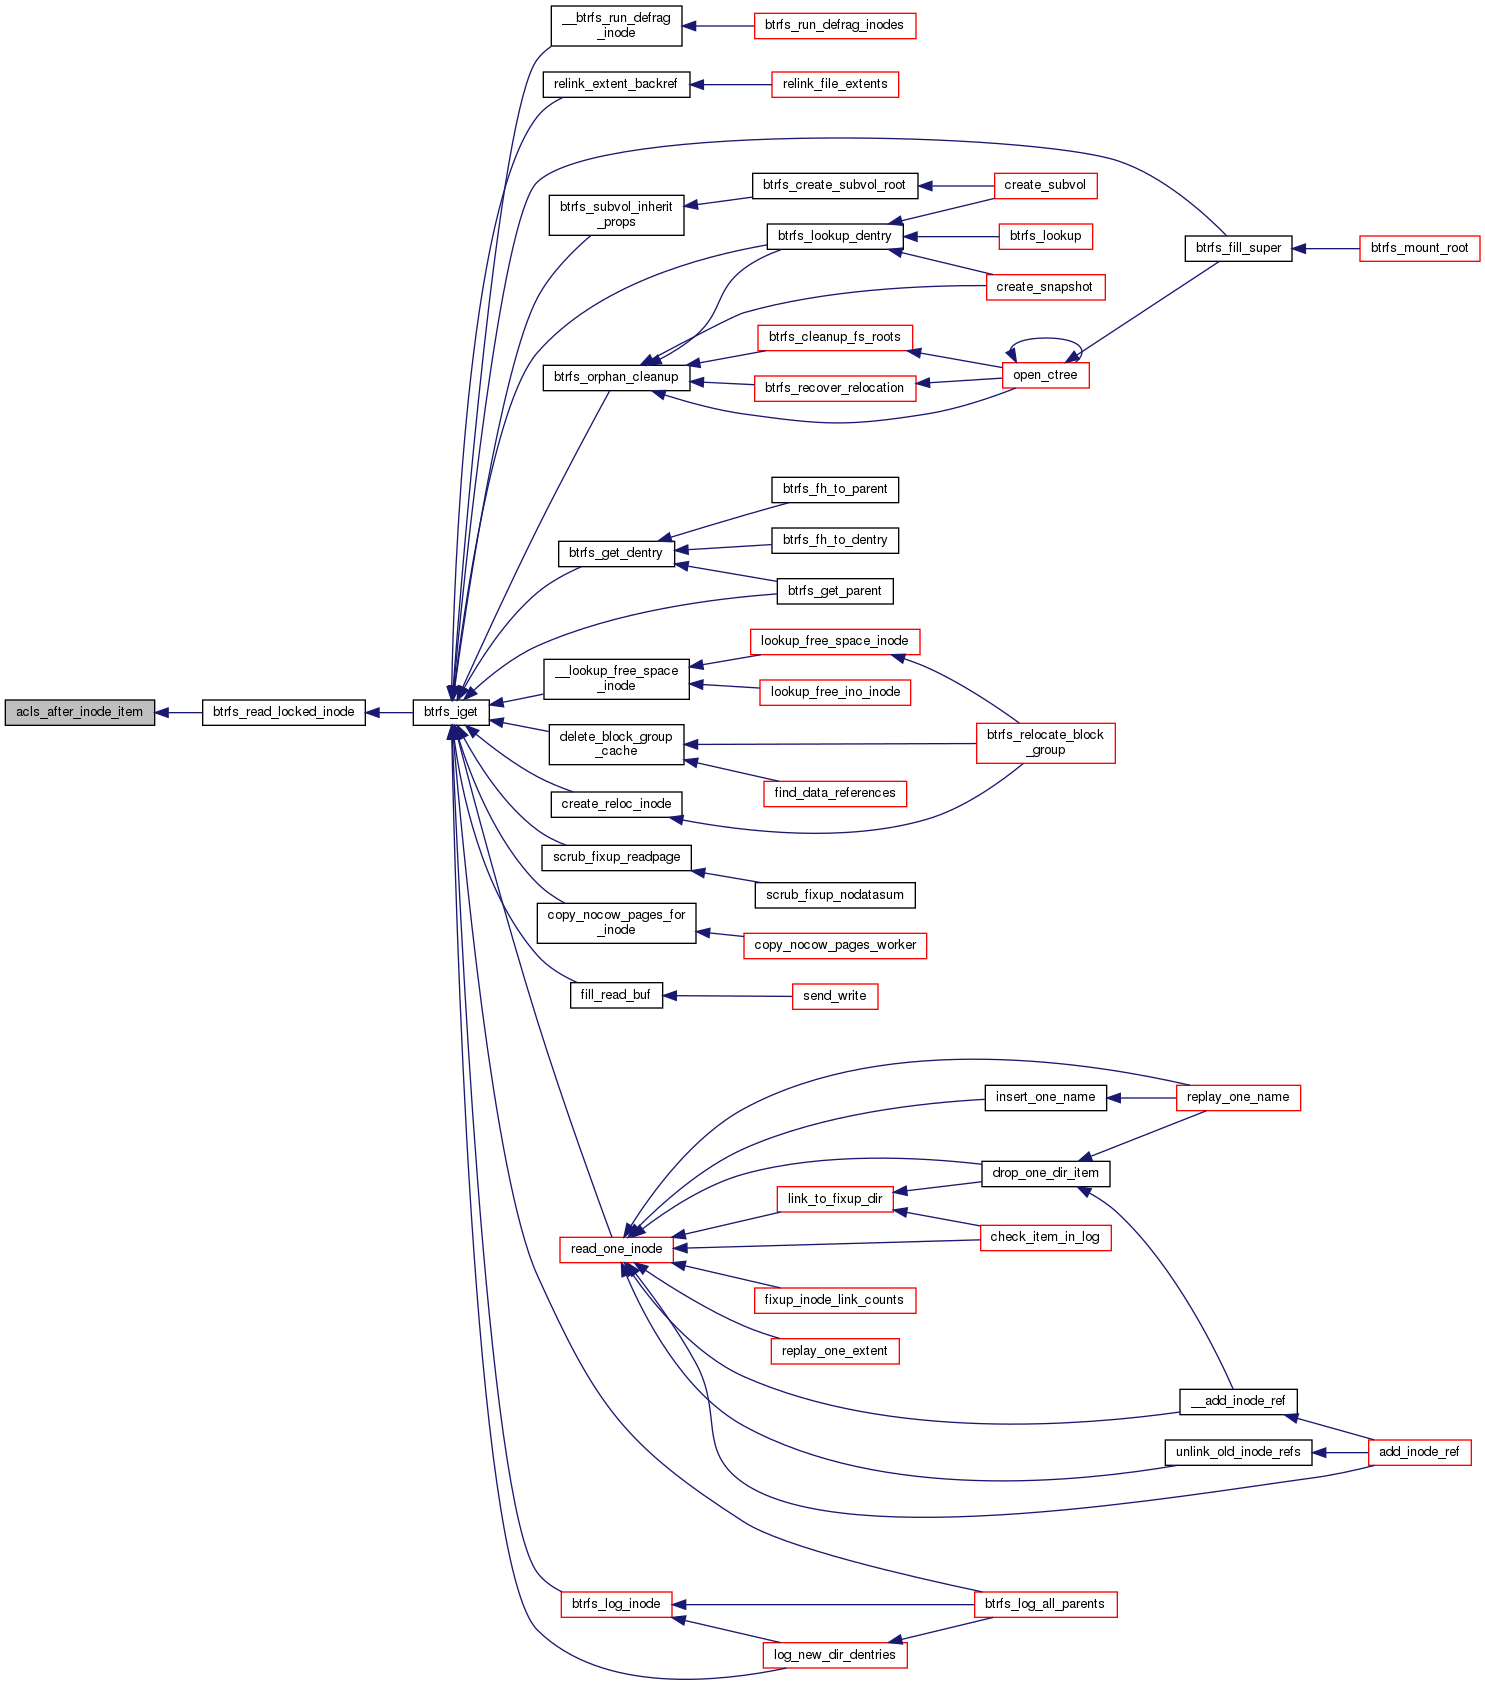 __btrfs_run_defrag
_inode
btrfs_run_defrag_inodes
relink_extent_backref
relink_file_extents
btrfs_create_subvol_root
create_subvol
btrfs_subvol_inherit
_props
btrfs_lookup_dentry
btrfs_lookup
btrfs_fill_super
btrfs_mount_root
create_snapshot
btrfs_cleanup_fs_roots
btrfs_orphan_cleanup
open_ctree
btrfs_recover_relocation
btrfs_fh_to_parent
btrfs_fh_to_dentry
btrfs_get_dentry
btrfs_get_parent
lookup_free_space_inode
__lookup_free_space
_inode
lookup_free_ino_inode
acls_after_inode_item
btrfs_read_locked_inode
btrfs_iget
delete_block_group
_cache
btrfs_relocate_block
_group
find_data_references
create_reloc_inode
scrub_fixup_readpage
scrub_fixup_nodatasum
copy_nocow_pages_for
_inode
copy_nocow_pages_worker
fill_read_buf
send_write
insert_one_name
replay_one_name
drop_one_dir_item
link_to_fixup_dir
check_item_in_log
read_one_inode
fixup_inode_link_counts
replay_one_extent
__add_inode_ref
unlink_old_inode_refs
add_inode_ref
btrfs_log_inode
btrfs_log_all_parents
log_new_dir_dentries